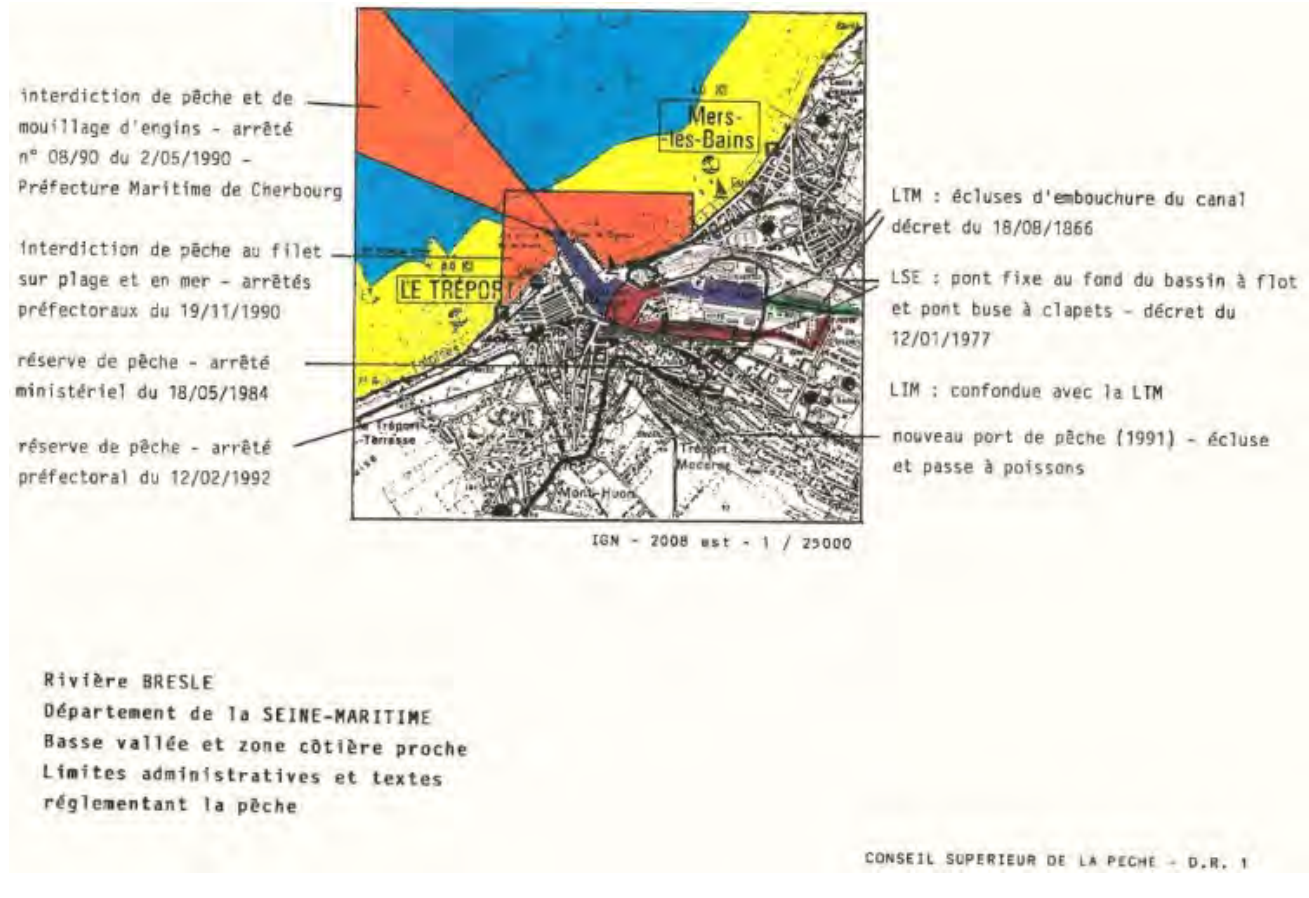 interdiction de pêche et de
mouillage d'engins - arrêté
n° 08/90 du 2/05/1990 -
Préfecture Maritime de Cherbourg
interdiction de pêche au filet
sur plage et en mer - arrêtés
préfectoraux du 19/11/1990
réserve de pêche - arrêté
ministériel du 18/05/1984
réserve de pêche - arrêté
préfectoral du 12/02/1992
Mers-
-les-Bains
LE TRÉPORT
Tréport
-Terrasse
Mont-Huon
Tréport
LTM : écluses d'embouchure du canal
décret du 18/08/1866
LSE : pont fixe au fond du bassin à flot
et pont buse à clapets - décret du
12/01/1977
LIM : confondue avec la LTM
nouveau port de pêche (1991) - écluse
et passe à poissons
IGN - 2008 est - 1 / 25000
Rivière BRESLE
Département de la SEINE-MARITIME
Basse vallée et zone côtière proche
Limites administratives et textes
réglementant la pêche
CONSEIL SUPERIEUR DE LA PECHE - D.R. 1